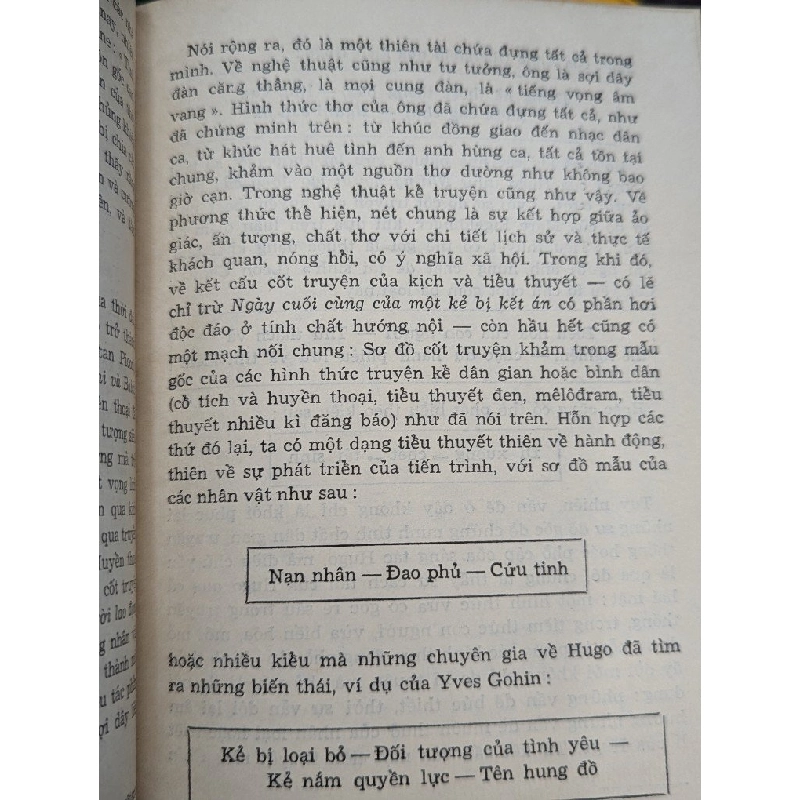 Nói rộng ra, đó là một thiên tài chứa đựng tất cả trong
mình. Về nghệ thuật cũng như tư tưởng, ông là sợi dây
đàn căng thẳng, là mọi cung đàn, là « tiếng vọng âm
vang ». Hình thức thơ của ông đã chứa đựng tất cả, như
đã chứng minh trên : từ khúc đồng giao đến nhạc dân
ca, từ khúc hát huê tình đến anh hùng ca, tất cả tồn tại
chung, khảm vào một nguồn thơ dường như không bao
giờ cạn. Trong nghệ thuật kể truyện cũng như vậy. Về
phương thức thể hiện, nét chung là sự kết hợp giữa ảo
giác, ấn tượng, chất thơ với chi tiết lịch sử và thực tế
khách quan, nóng hổi, có ý nghĩa xã hội. Trong khi đó,
về kết cấu cốt truyện của kịch và tiểu thuyết — có lẽ
chỉ trừ Ngày cuối cùng của một kẻ bị kết án có phần hơi
độc đáo ở tính chất hướng nội — còn hầu hết cũng có
một mạch nối chung : Sơ đồ cốt truyện khảm trong mẫu
gốc của các hình thức truyện kể dân gian hoặc bình dân
(cổ tích và huyền thoại, tiểu thuyết đen, mêlôđram, tiểu
thuyết nhiều kì đăng báo) như đã nói trên. Hỗn hợp các
thứ đó lại, ta có một dạng tiểu thuyết thiên về hành động,
thiên về sự phát triển của tiến trình, với sơ đồ mẫu của
các nhân vật như sau :
Nạn nhân — Đao phủ — Cứu tinh
hoặc nhiều kiểu mà những chuyên gia về Hugo đã tìm
ra những biến thái, ví dụ của Yves Gohin :
Kẻ bị loại bỏ — Đối tượng của tình yêu —
Kẻ nắm quyền lực — Tên hung đồ